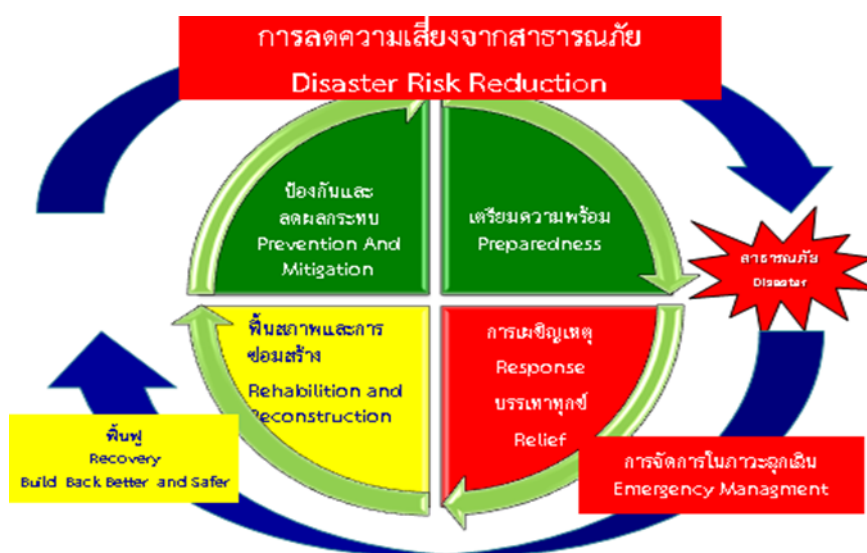 การลดความเสี่ยงจากสาธารณภัย
Disaster Risk Reduction
ป้องกันและ
ลดผลกระทบ
Prevention And
Mitigation
เตรียมความพร้อม
Preparedness
สาธารณภัย
Disaster
ฟื้นสภาพและการ
ซ่อมสร้าง
Rehabilition and
Reconstruction
การเผชิญเหตุ
Response
บรรเทาทุกข์
Relief
ฟื้นฟู
Recovery
Build Back Better and Safer
การจัดการในภาวะฉุกเฉิน
Emergency Managment